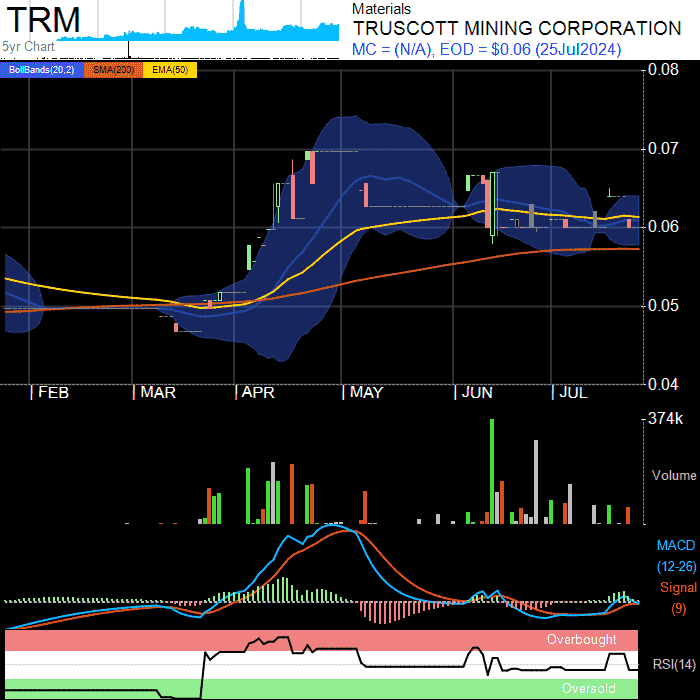 TRM
5yr Chart
Materials
TRUSCOTT MINING CORPORATION
MC = (N/A), EOD = $0.06 (25Jul2024)
BollBands(20,2) SMA(200) EMA(50)
0.08
0.07
0.06
0.05
0.04
| FEB | MAR | APR | MAY | JUN | JUL
374k
Volume
MACD
(12-26)
Signal
(9)
Overbought
RSI(14)
Oversold